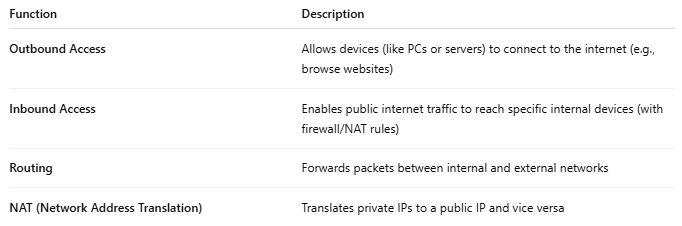 Function Description
Outbound Access Allows devices (like PCs or servers) to connect to the internet (e.g.,
browse websites)
Inbound Access Enables public internet traffic to reach specific internal devices (with
firewall/NAT rules)
Routing Forwards packets between internal and external networks
NAT (Network Address Translation) Translates private IPs to a public IP and vice versa